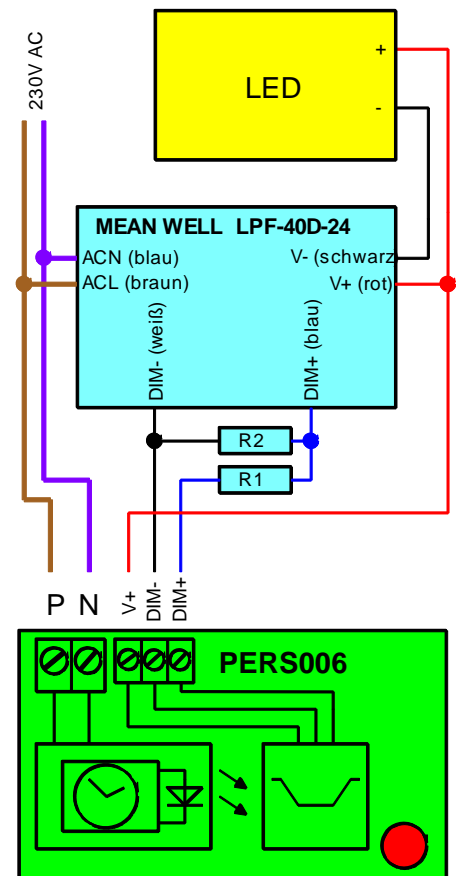 230V AC
LED
+
-
MEAN WELL LPF-40D-24
ACN (blau)
V- (schwarz
ACL (braun)
V+ (rot)
DIM- (weiß)
DIM+ (blau)
R2
R1
P N
V+
DIM-
DIM+
PERS006